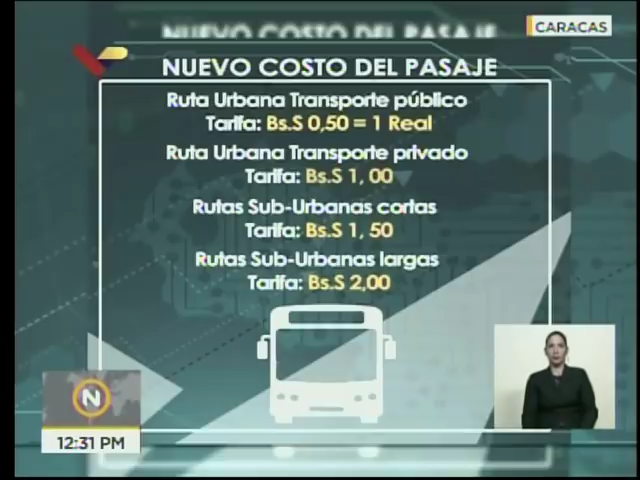 NUEVO COSTO DEL PASAJE
CARACAS
NUEVO COSTO DEL PASAJE
Ruta Urbana Transporte público
Tarifa: Bs.S 0,50 = 1 Real
Ruta Urbana Transporte privado
Tarifa: Bs.S 1, 00
Rutas Sub-Urbanas cortas
Tarifa: Bs.S 1, 50
Rutas Sub-Urbanas largas
Tarifa: Bs.S 2,00
N
12:31 PM